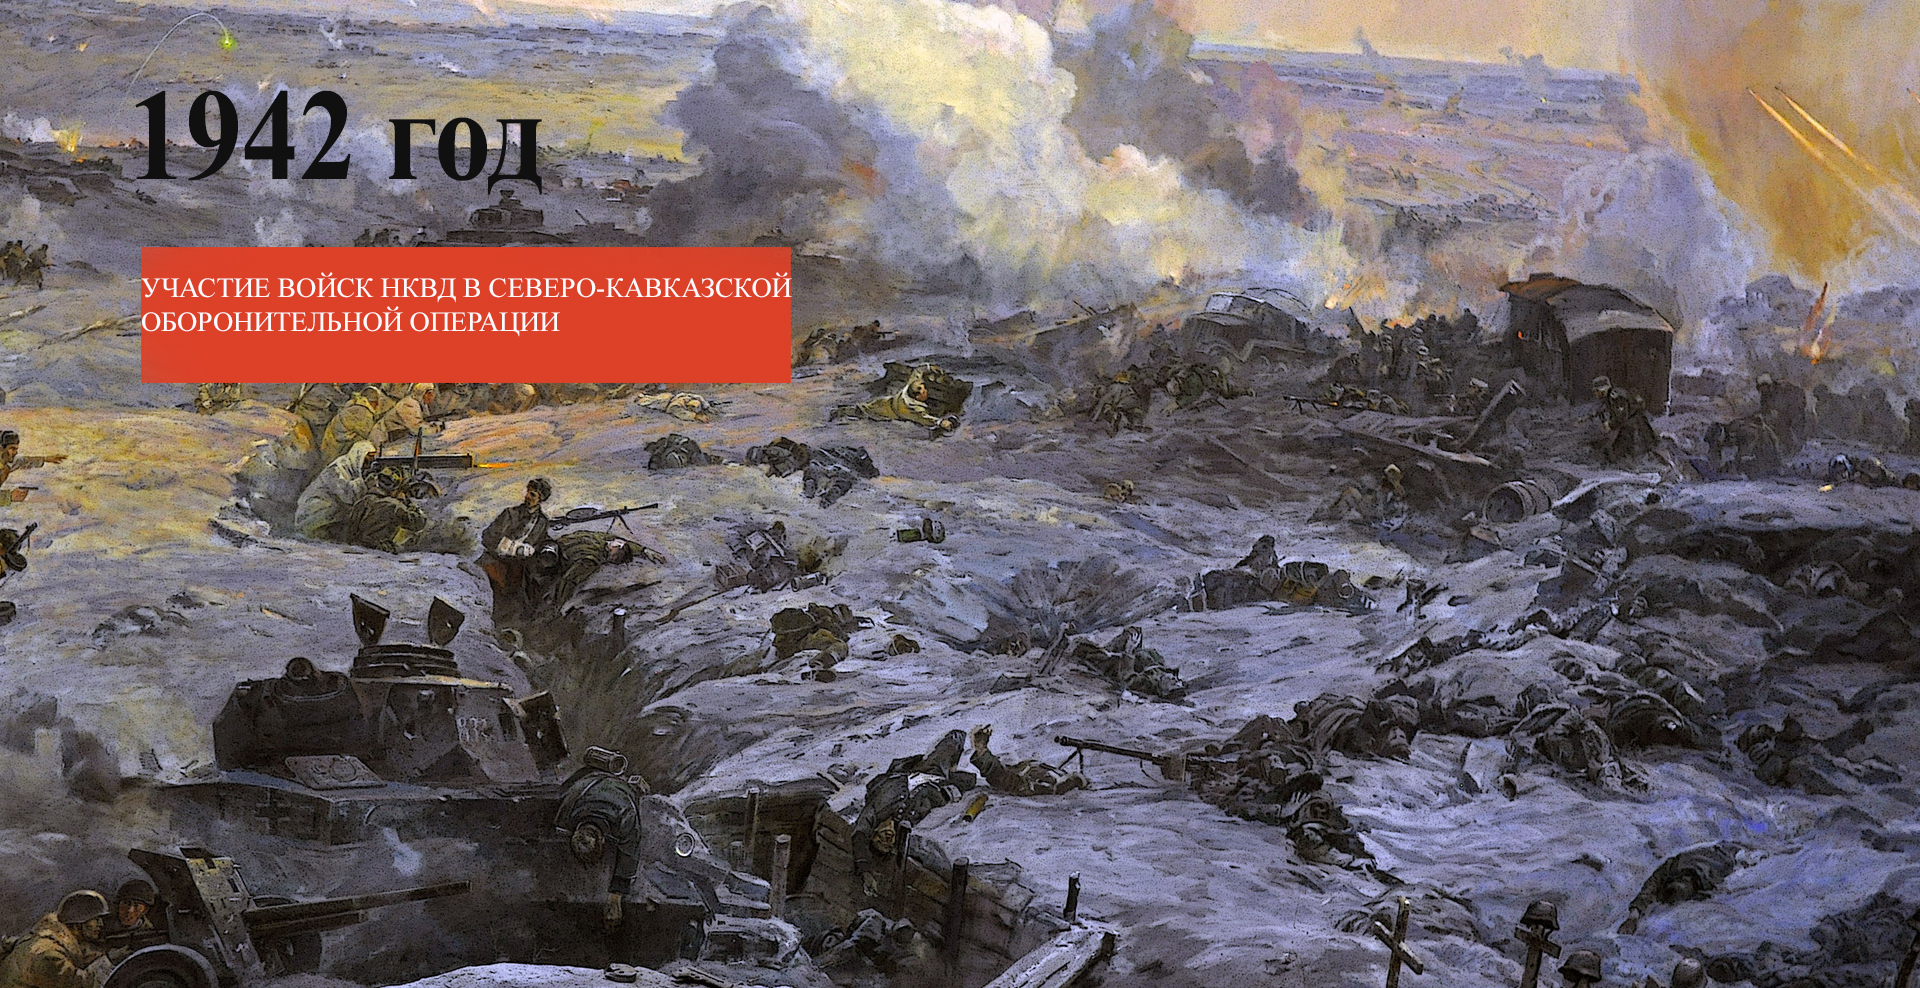 1942 год
УЧАСТИЕ ВОЙСК НКВД В СЕВЕРО-КАВКАЗСКОЙ
ОБОРОНИТЕЛЬНОЙ ОПЕРАЦИИ